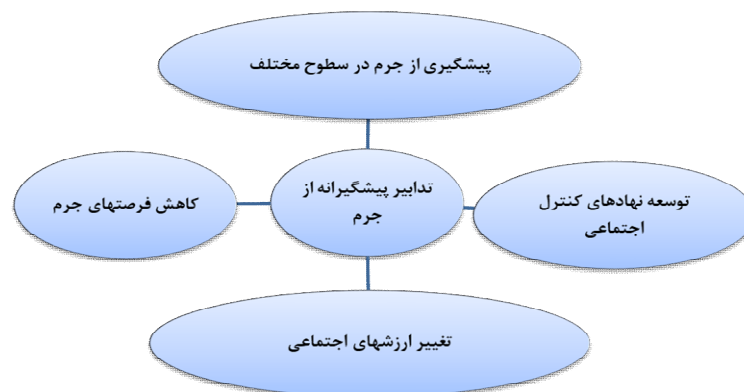 پیشگیری از جرم در سطوح مختلف
تدابیر پیشگیرانه از
جرم
توسعه نهادهای کنترل
اجتماعی
کاهش فرصتهای جرم
تغییر ارزشهای اجتماعی